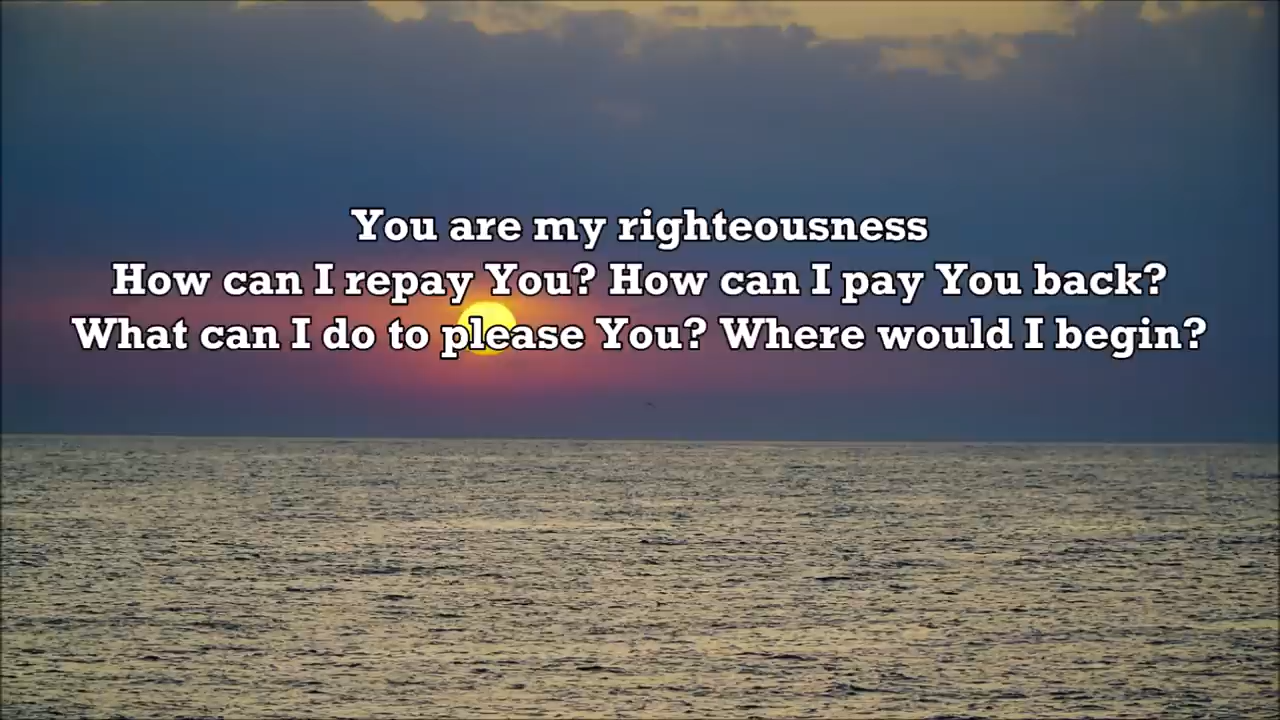 You are my righteousness
How can I repay You? How can I pay You back?
What can I do to please You? Where would I begin?